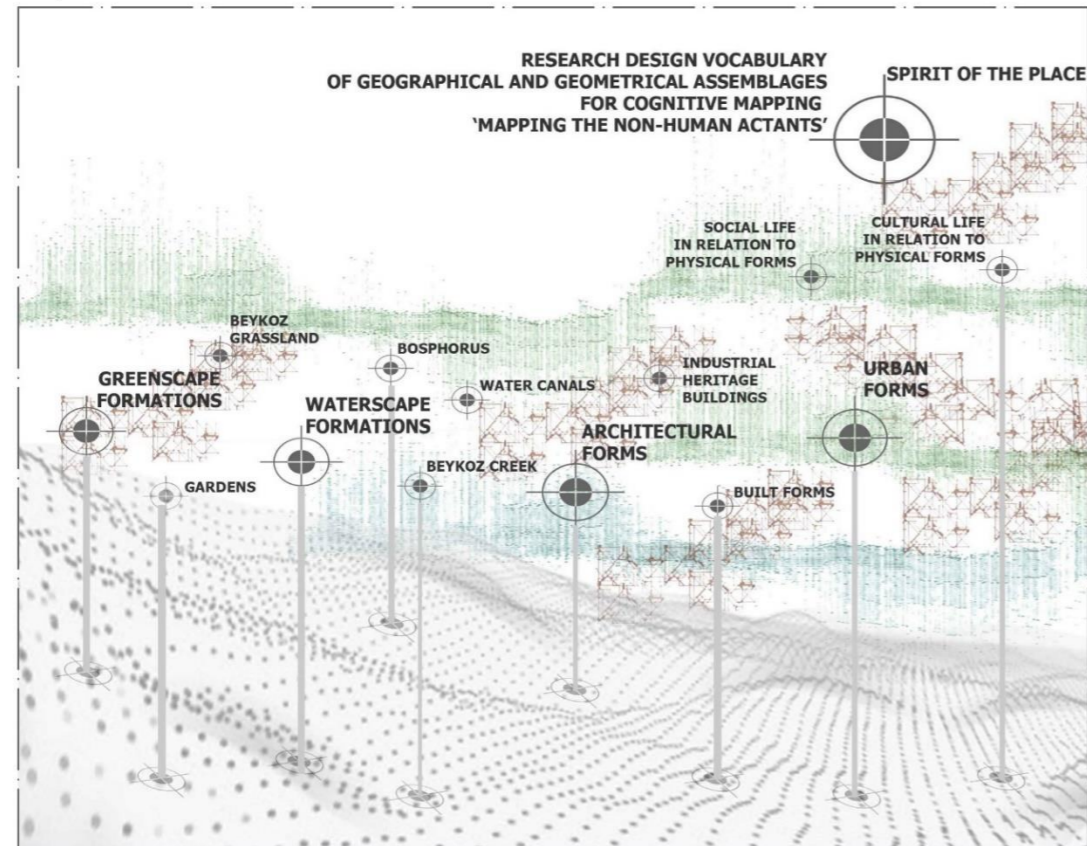 RESEARCH DESIGN VOCABULARY
OF GEOGRAPHICAL AND GEOMETRICAL ASSEMBLAGES
FOR COGNITIVE MAPPING
‘MAPPING THE NON-HUMAN ACTANTS’
SPIRIT OF THE PLACE
SOCIAL LIFE
IN RELATION TO
PHYSICAL FORMS
CULTURAL LIFE
IN RELATION TO
PHYSICAL FORMS
BEYKOZ
GRASSLAND
BOSPHORUS
GREENSCAPE
FORMATIONS
WATERSCAPE
FORMATIONS
WATER CANALS
INDUSTRIAL
HERITAGE
BUILDINGS
URBAN
FORMS
ARCHITECTURAL
FORMS
GARDENS
BEYKOZ CREEK
BUILT FORMS